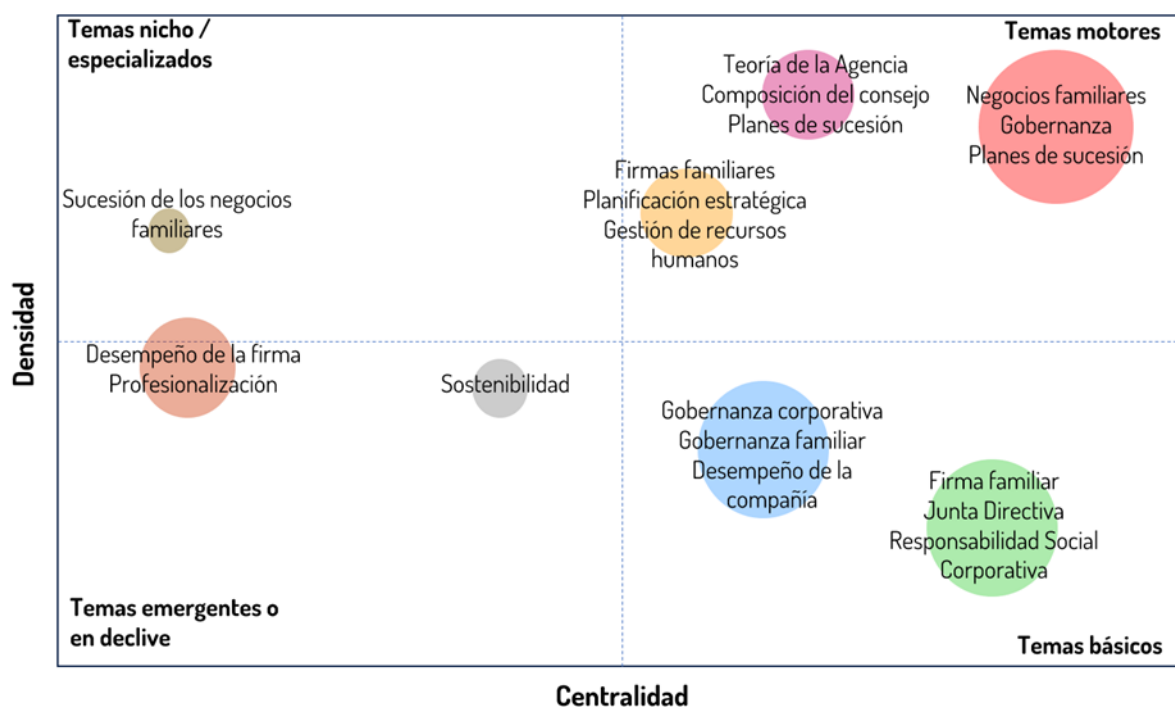 Temas nicho /
especializados
Temas motores
Teoría de la Agencia
Composición del consejo
Planes de sucesión
Negocios familiares
Gobernanza
Planes de sucesión
Firmas familiares
Planificación estratégica
Gestión de recursos
humanos
Sucesión de los negocios
familiares
Densidad
Desempeño de la firma
Profesionalización
Sostenibilidad
Gobernanza corporativa
Gobernanza familiar
Desempeño de la
compañía
Firma familiar
Junta Directiva
Responsabilidad Social
Corporativa
Temas emergentes o
en declive
Temas básicos
Centralidad